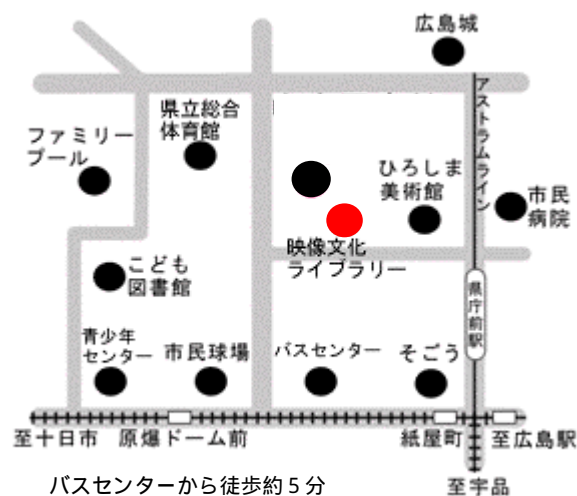 広島城
アストラムライン
県立総合
体育館
ファミリー
プール
ひろしま
美術館
市民
病院
映像文化
ライブラリー
こども
図書館
県庁前駅
青少年
センター
市民球場
バスセンター
そごう
至十日市
原爆ドーム前
紙屋町
至広島駅
バスセンターから徒歩約５分
至宇品